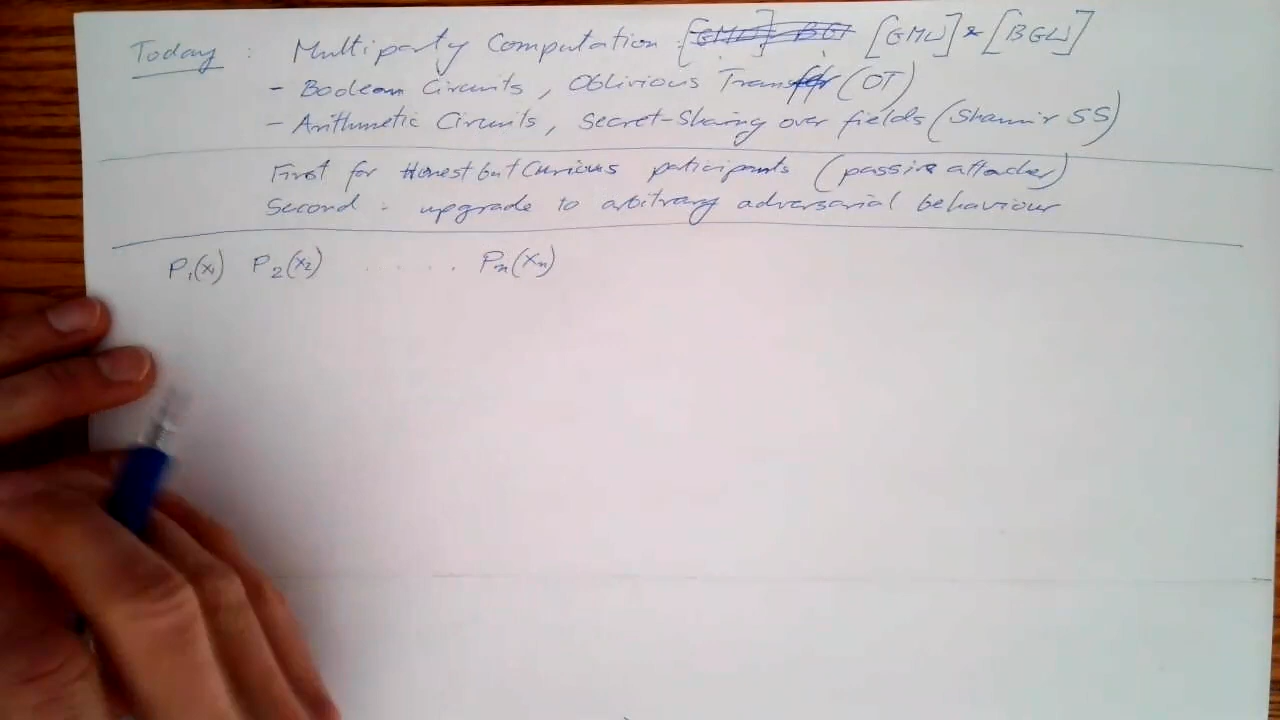 Today : Multiparty Computation : [GMW] & [BGW]
- Boolean Circuits, Oblivious Transfer (OT)
- Arithmetic Circuits, Secret-Sharing over fields (Shamir SS)
First for Honest but Curious participants (passive attacker)
Second : upgrade to arbitrary adversarial behaviour
P₁(x₁) P₂(x₂) . . . . . . Pₙ(xₙ)